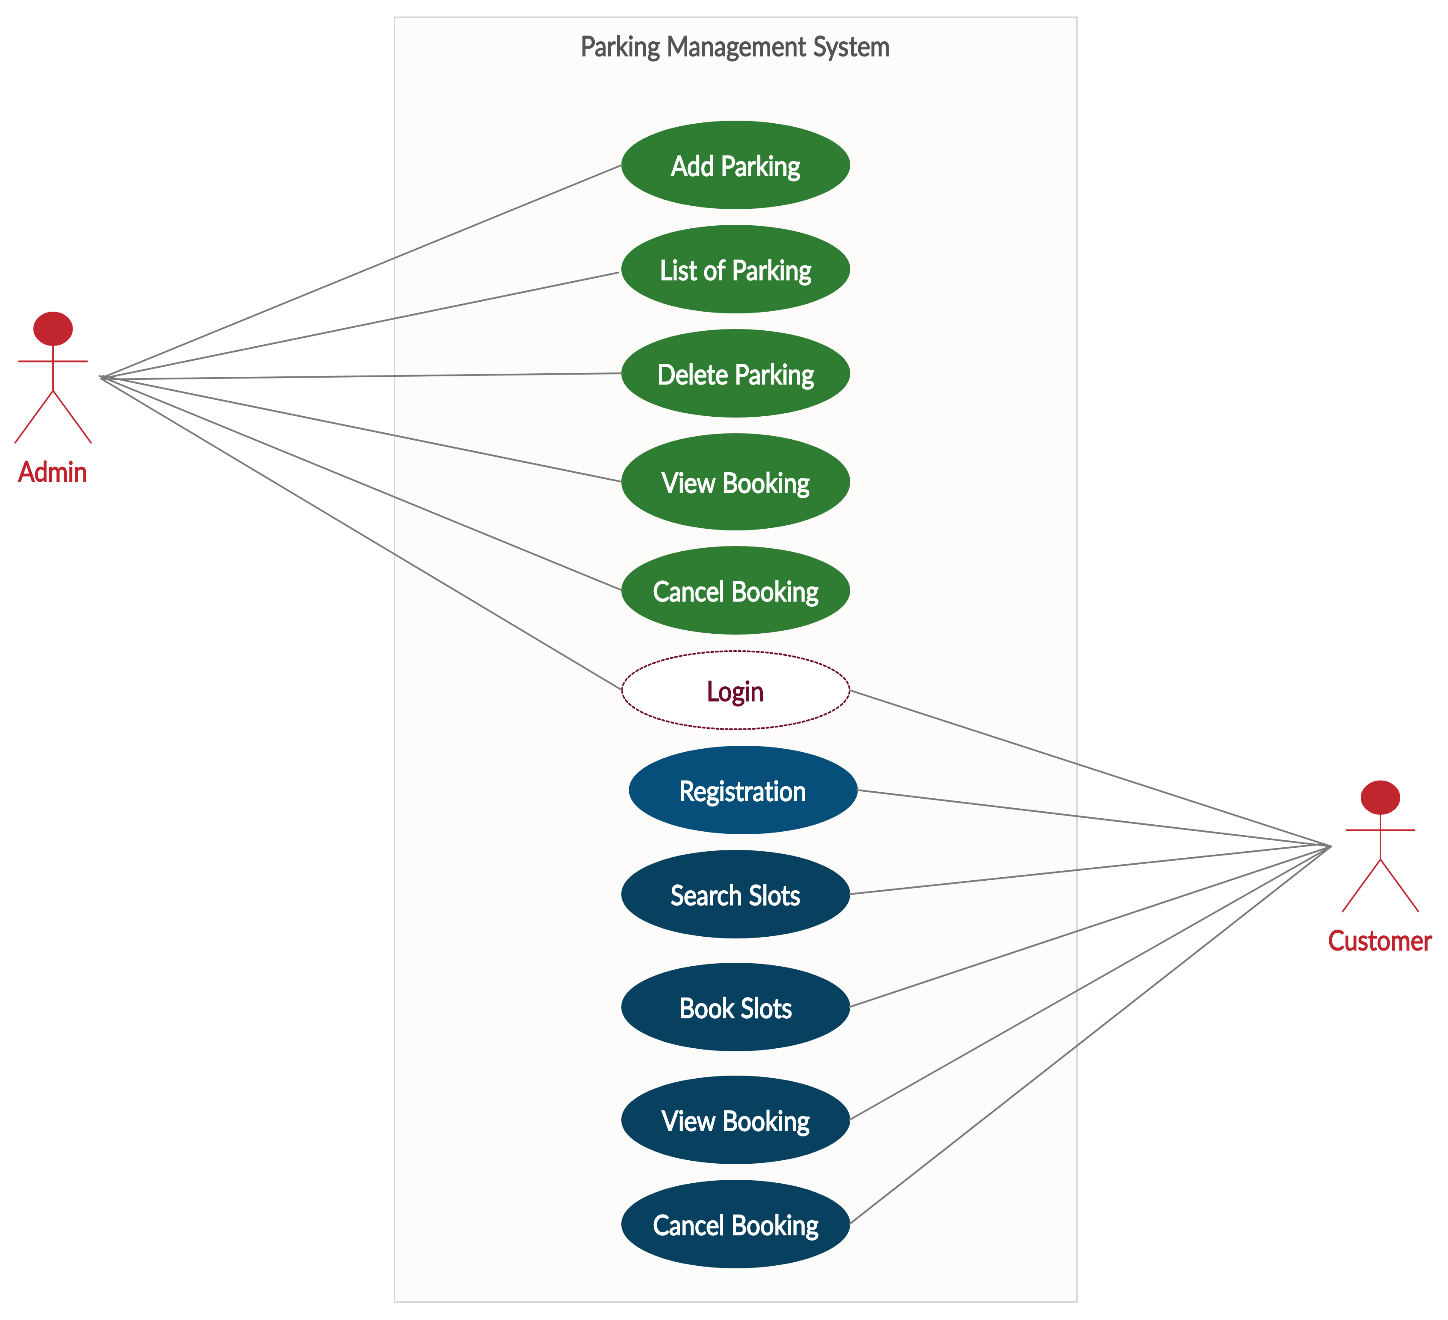 Parking Management System
Add Parking
List of Parking
Delete Parking
View Booking
Cancel Booking
Admin
Login
Registration
Search Slots
Book Slots
View Booking
Cancel Booking
Customer